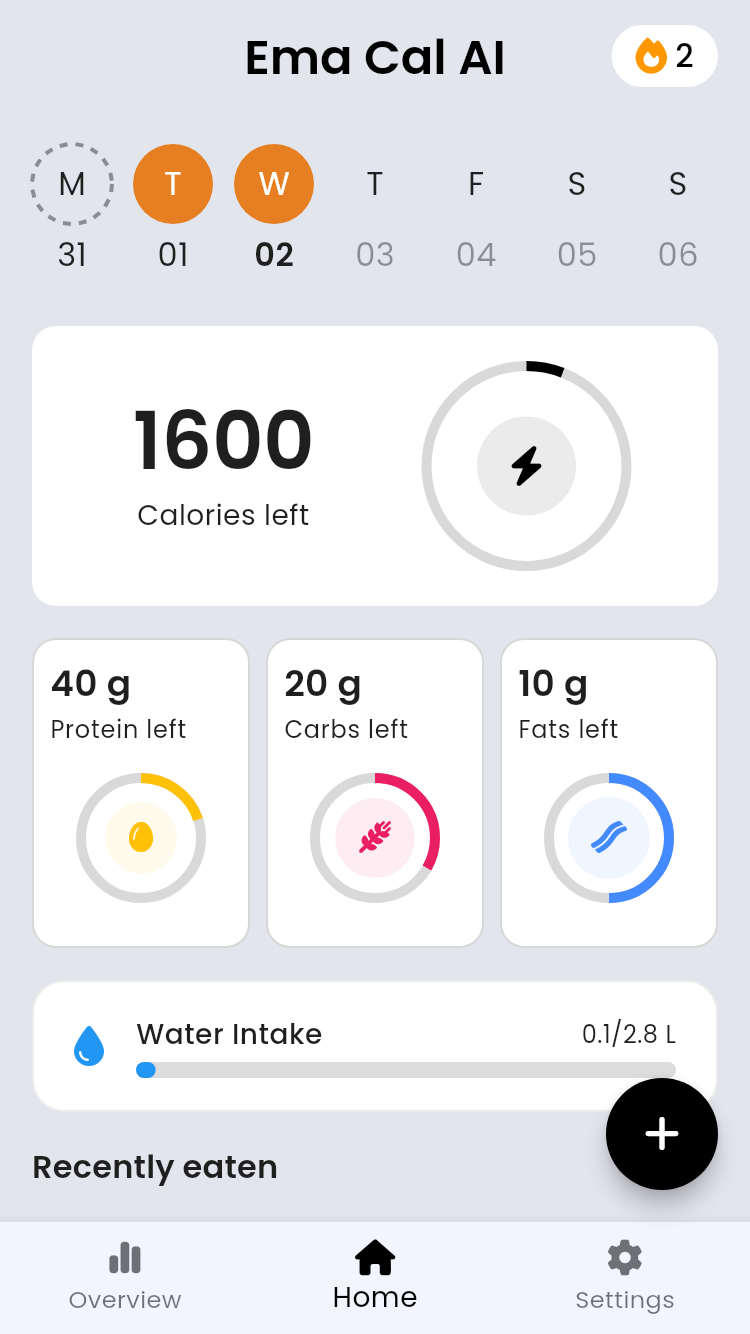 Ema Cal AI
2
M T W T F S S
31 01 02 03 04 05 06
1600
Calories left
40 g
Protein left
20 g
Carbs left
10 g
Fats left
Water Intake
0.1/2.8 L
Recently eaten
Overview
Home
Settings